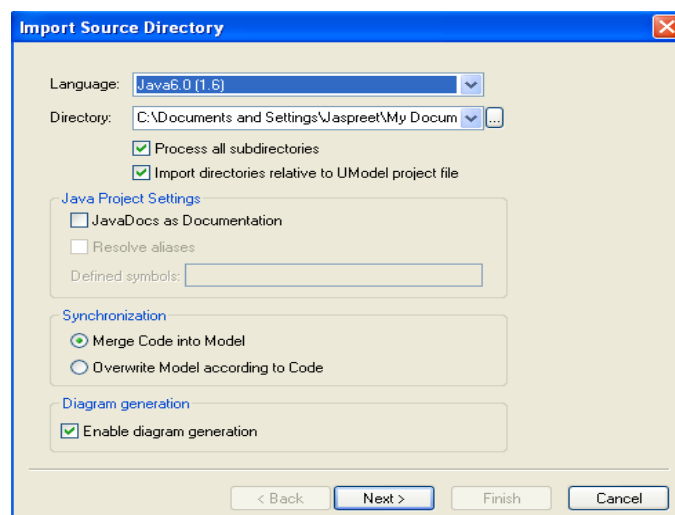 Import Source Directory
Language: Java6.0 (1.6)
Directory: C:\Documents and Settings\Jaspreet\My Docum ...
Process all subdirectories
Import directories relative to UModel project file
Java Project Settings
JavaDocs as Documentation
Resolve aliases
Defined symbols:
Synchronization
Merge Code into Model
Overwrite Model according to Code
Diagram generation
Enable diagram generation
< Back Next > Finish Cancel